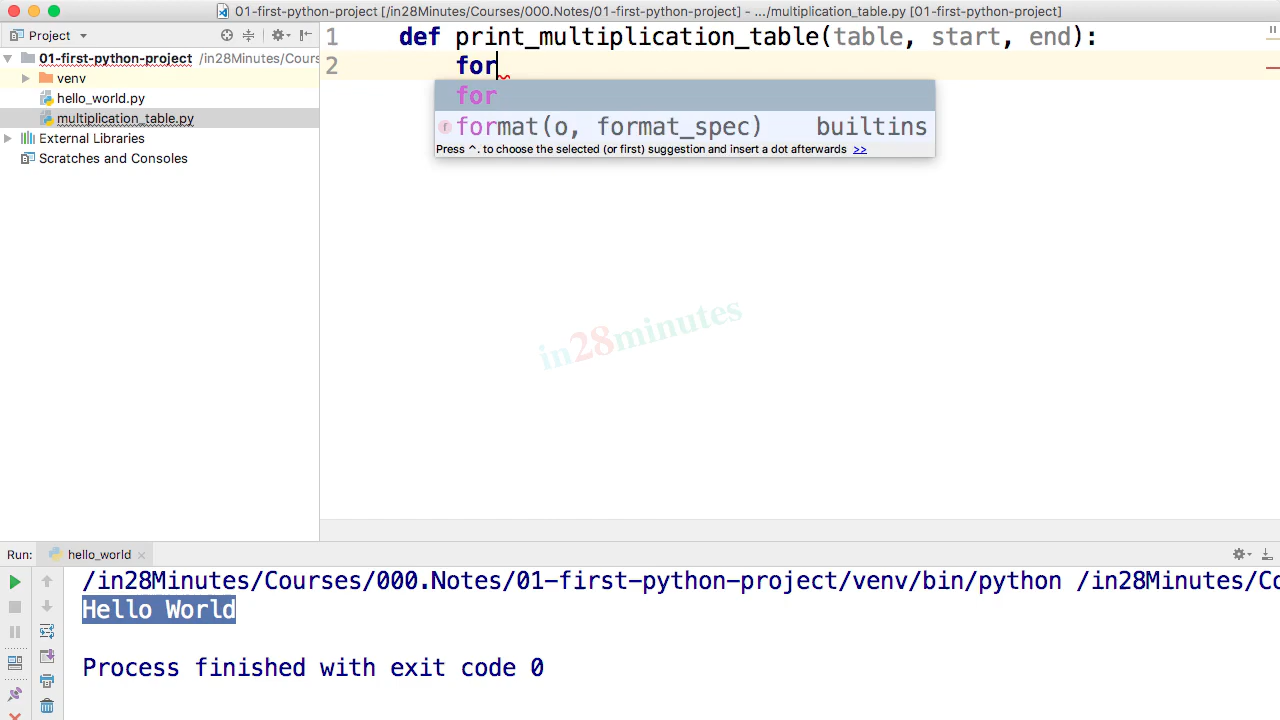 01-first-python-project [/in28Minutes/Courses/000.Notes/01-first-python-project] - .../multiplication_table.py [01-first-python-project]
Project
01-first-python-project /in28Minutes/Cours
venv
hello_world.py
multiplication_table.py
External Libraries
Scratches and Consoles
1 def print_multiplication_table(table, start, end):
2 for
for
r format(o, format_spec) builtins
Press ^. to choose the selected (or first) suggestion and insert a dot afterwards >>
in28minutes
Run: hello_world
/in28Minutes/Courses/000.Notes/01-first-python-project/venv/bin/python /in28Minutes/Co
Hello World
Process finished with exit code 0